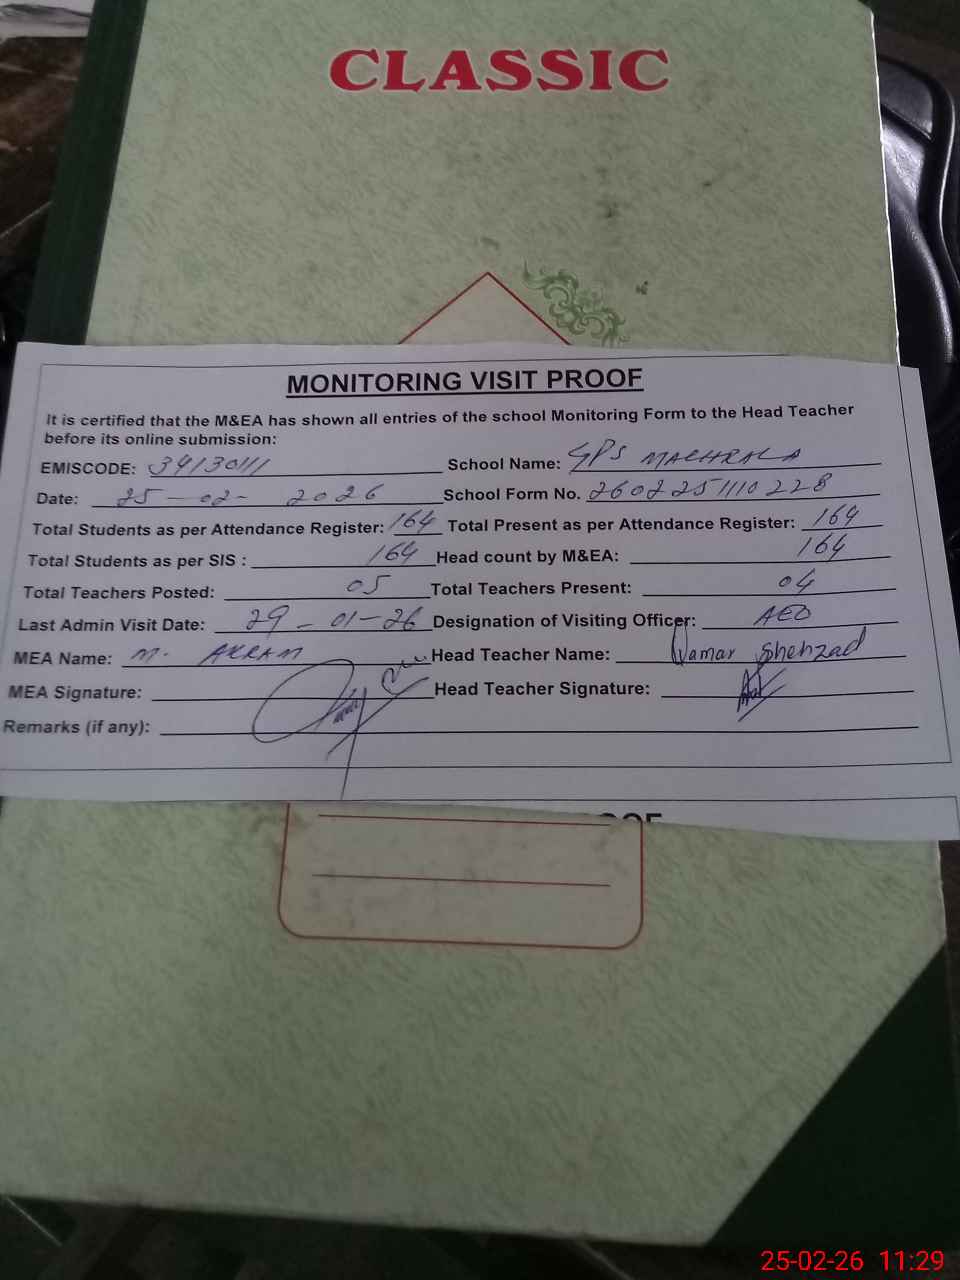 CLASSIC
MONITORING VISIT PROOF
It is certified that the M&EA has shown all entries of the school Monitoring Form to the Head Teacher
before its online submission:
EMISCODE: 34130111 School Name: GPS MACHRALA
Date: 25-02-2026 School Form No. 2602251110228
Total Students as per Attendance Register: 164 Total Present as per Attendance Register: 164
Total Students as per SIS : 164 Head count by M&EA: 164
Total Teachers Posted: 05 Total Teachers Present: 04
Last Admin Visit Date: 29-01-26 Designation of Visiting Officer: AEO
MEA Name: M. AKRAM Head Teacher Name: Qamar Shehzad
MEA Signature: Head Teacher Signature:
Remarks (if any):
25-02-26 11:29